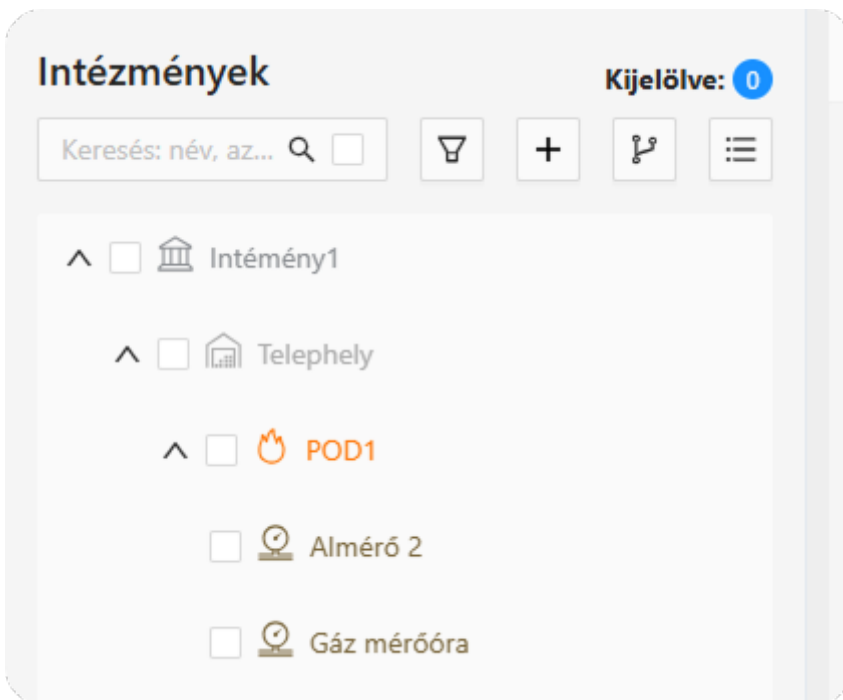 Intézmények
Kijelölve: 0
Keresés: név, az...
Intémény1
Telephely
POD1
Almérő 2
Gáz mérőóra